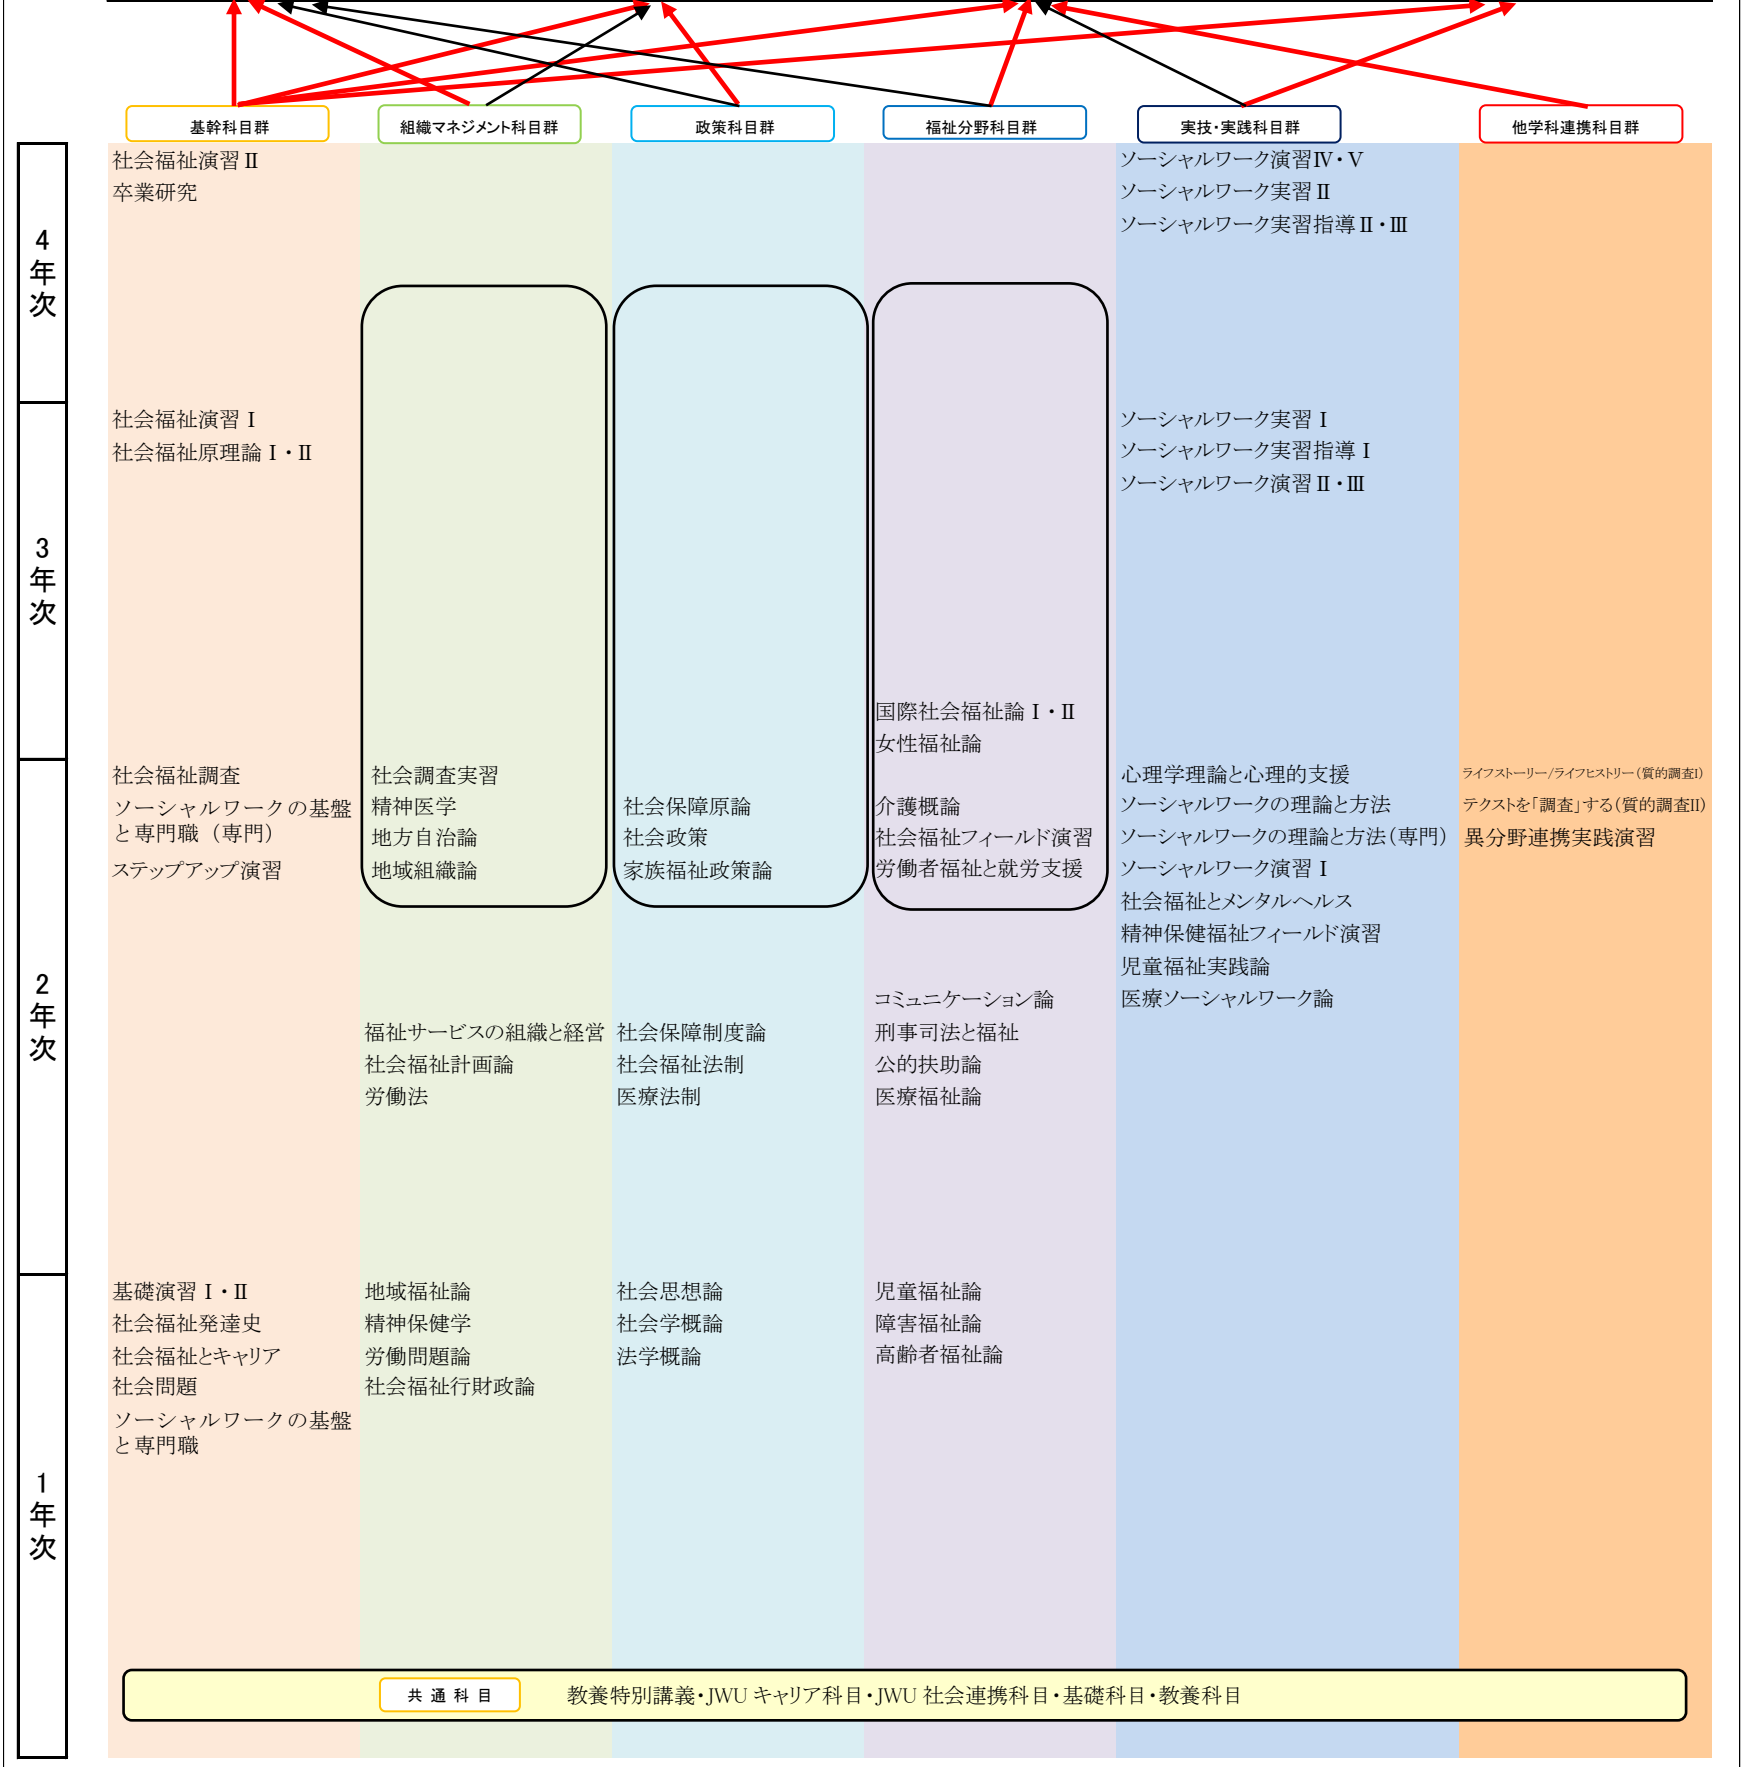 基幹科目群
組織マネジメント科目群
政策科目群
福祉分野科目群
実技・実践科目群
他学科連携科目群
4年次
社会福祉演習Ⅱ
卒業研究
ソーシャルワーク演習Ⅳ・Ⅴ
ソーシャルワーク実習Ⅱ
ソーシャルワーク実習指導Ⅱ・Ⅲ
3年次
社会福祉演習Ⅰ
社会福祉原理論Ⅰ・Ⅱ
国際社会福祉論Ⅰ・Ⅱ
女性福祉論
ソーシャルワーク実習Ⅰ
ソーシャルワーク実習指導Ⅰ
ソーシャルワーク演習Ⅱ・Ⅲ
2年次
社会福祉調査
ソーシャルワークの基盤
と専門職（専門）
ステップアップ演習
社会調査実習
精神医学
地方自治論
地域組織論
福祉サービスの組織と経営
社会福祉計画論
労働法
社会保障原論
社会政策
家族福祉政策論
社会保障制度論
社会福祉法制
医療法制
介護概論
社会福祉フィールド演習
労働者福祉と就労支援
コミュニケーション論
刑事司法と福祉
公的扶助論
医療福祉論
心理学理論と心理的支援
ソーシャルワークの理論と方法
ソーシャルワークの理論と方法（専門）
ソーシャルワーク演習Ⅰ
社会福祉とメンタルヘルス
精神保健福祉フィールド演習
児童福祉実践論
医療ソーシャルワーク論
ライフストーリー/ライフヒストリー（質的調査Ⅰ）
テクストを「調査」する（質的調査Ⅱ）
異分野連携実践演習
1年次
基礎演習Ⅰ・Ⅱ
社会福祉発達史
社会福祉とキャリア
社会問題
ソーシャルワークの基盤
と専門職
地域福祉論
精神保健学
労働問題論
社会福祉行財政論
社会思想論
社会学概論
法学概論
児童福祉論
障害福祉論
高齢者福祉論
共通科目
教養特別講義・JWUキャリア科目・JWU社会連携科目・基礎科目・教養科目